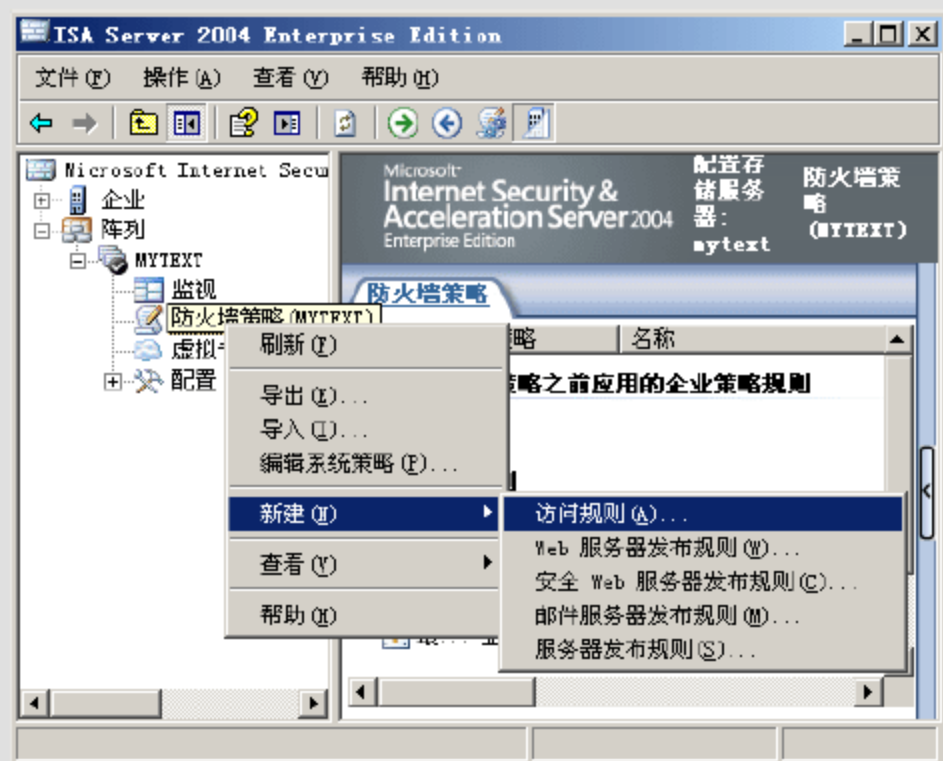 ISA Server 2004 Enterprise Edition
文件(F) 操作(A) 查看(V) 帮助(H)
Microsoft Internet Secu
企业
阵列
MYTEXT
监视
防火墙策略(MYTEXT)
虚拟
配置
Microsoft
Internet Security &
Acceleration Server 2004
Enterprise Edition
配置存
储服务
器:
mytext
防火墙策
略
(MYTEXT)
防火墙策略
略 名称
策略之前应用的企业策略规则
刷新(F)
导出(E)...
导入(I)...
编辑系统策略(P)...
新建(N)
查看(V)
帮助(H)
访问规则(A)...
Web 服务器发布规则(W)...
安全 Web 服务器发布规则(C)...
邮件服务器发布规则(M)...
服务器发布规则(S)...